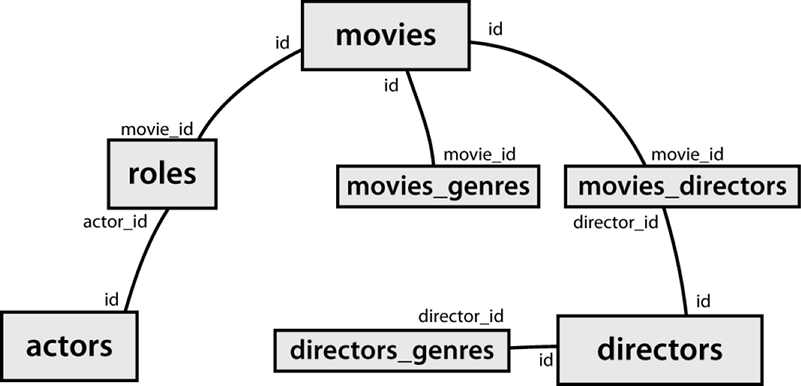 movies
id
id
id
movie_id
movie_id
movie_id
roles
movies_genres
movies_directors
actor_id
director_id
id
id
director_id
actors
directors_genres
id
directors